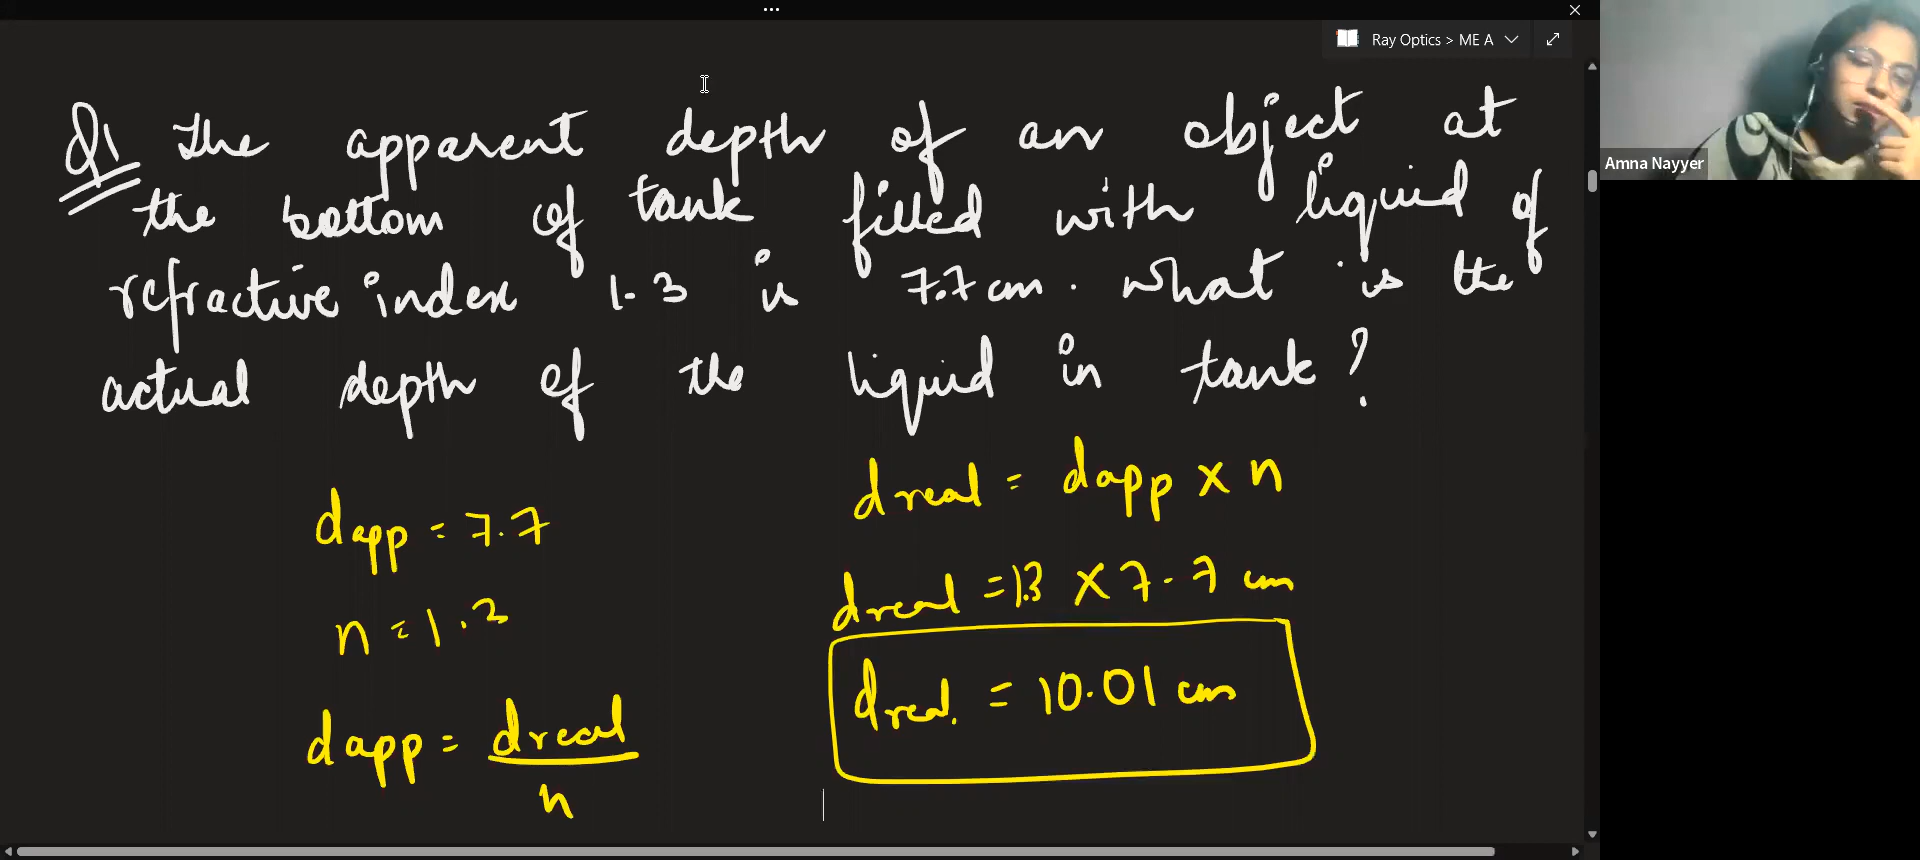 Ray Optics > ME A
Amna Nayyer
Q1 The apparent depth of an object at
the bottom of tank filled with liquid of
refractive index 1.3 is 7.7 cm. What is the
actual depth of the liquid in tank?
dapp = 7.7
n = 1.3
dapp = dreal
n
dreal = dapp × n
dreal = 1.3 × 7.7 cm
dreal. = 10.01 cm